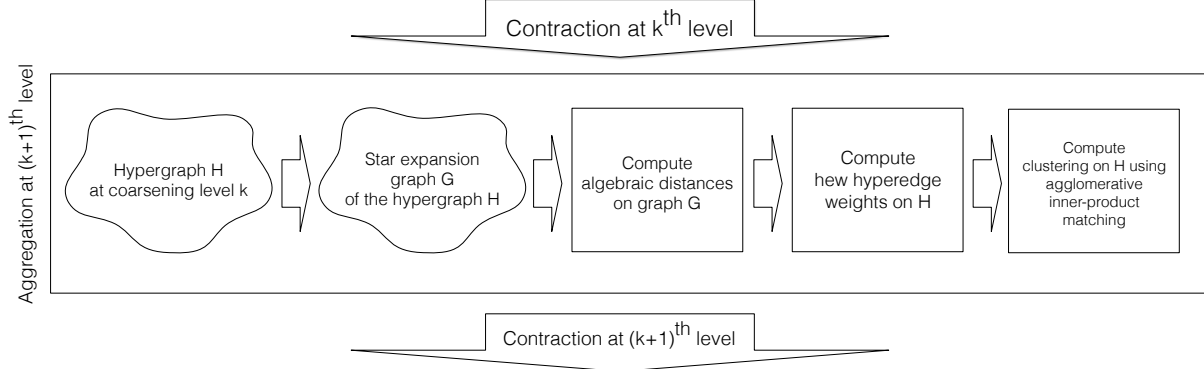 Contraction at k^th level
Aggregation at (k+1)^th level
Hypergraph H
at coarsening level k
Star expansion
graph G
of the hypergraph H
Compute
algebraic distances
on graph G
Compute
hew hyperedge
weights on H
Compute
clustering on H using
agglomerative
inner-product
matching
Contraction at (k+1)^th level